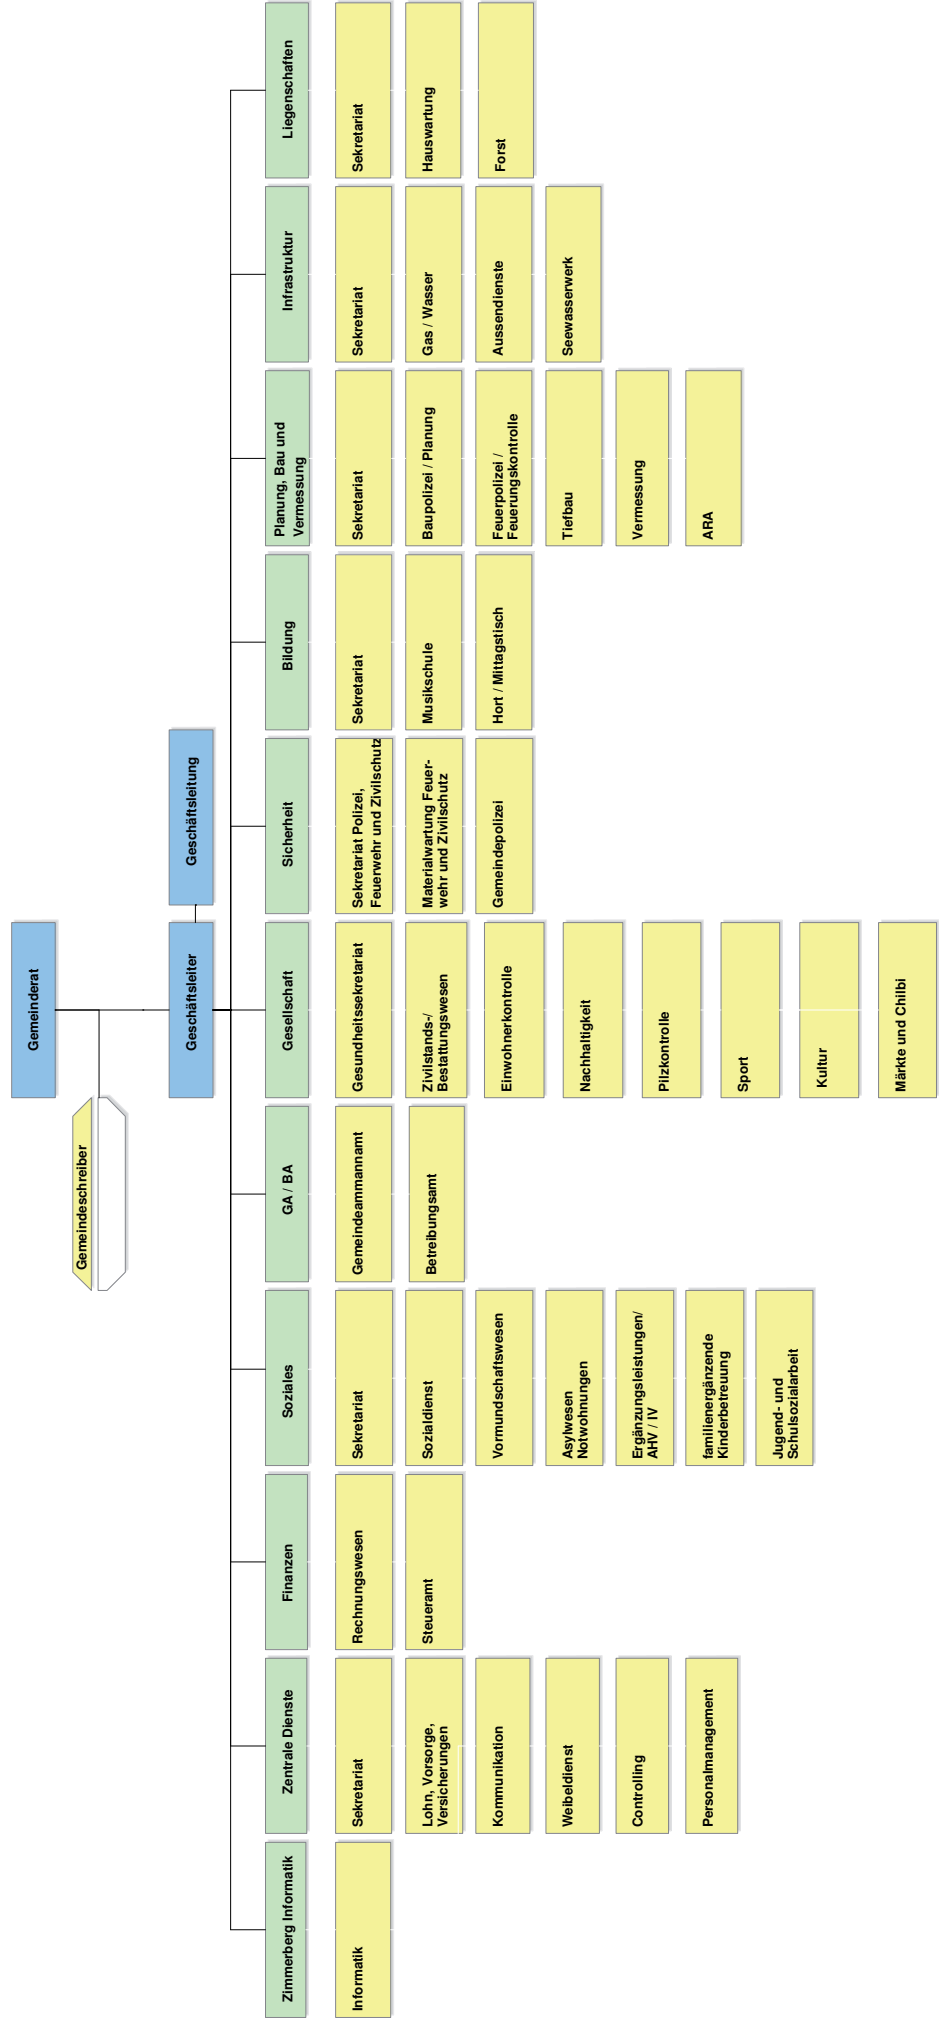 Gemeinderat
Gemeindeschreiber
Geschäftsleiter
Geschäftsleitung
Zimmerberg Informatik
Informatik
Zentrale Dienste
Sekretariat
Lohn, Vorsorge,
Versicherungen
Kommunikation
Weibeldienst
Controlling
Personalmanagement
Finanzen
Rechnungswesen
Steueramt
Soziales
Sekretariat
Sozialdienst
Vormundschaftswesen
Asylwesen
Notwohnungen
Ergänzungsleistungen/
AHV / IV
familienergänzende
Kinderbetreuung
Jugend- und
Schulsozialarbeit
GA / BA
Gemeindeammannamt
Betreibungsamt
Gesellschaft
Gesundheitssekretariat
Zivilstands-/
Bestattungswesen
Einwohnerkontrolle
Nachhaltigkeit
Pilzkontrolle
Sport
Kultur
Märkte und Chilbi
Sicherheit
Sekretariat Polizei,
Feuerwehr und Zivilschutz
Materialwartung Feuer-
wehr und Zivilschutz
Gemeindepolizei
Bildung
Sekretariat
Musikschule
Hort / Mittagstisch
Planung, Bau und
Vermessung
Sekretariat
Baupolizei / Planung
Feuerpolizei /
Feuerungskontrolle
Tiefbau
Vermessung
ARA
Infrastruktur
Sekretariat
Gas / Wasser
Aussendienste
Seewasserwerk
Liegenschaften
Sekretariat
Hauswartung
Forst